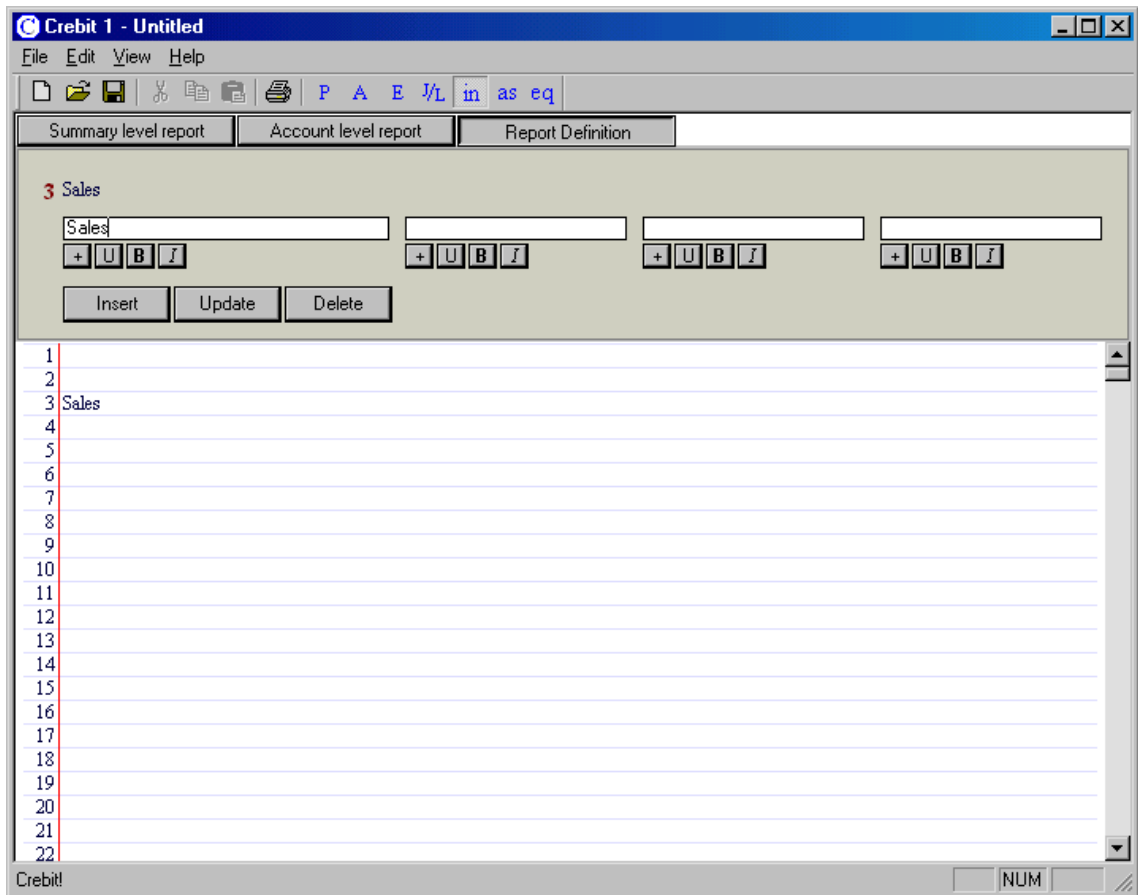 Crebit 1 - Untitled
File Edit View Help
P A E J/L in as eq
Summary level report Account level report Report Definition
3 Sales
Sales
+ U B I + U B I + U B I + U B I
Insert Update Delete
1
2
3 Sales
4
5
6
7
8
9
10
11
12
13
14
15
16
17
18
19
20
21
22
Crebit! NUM